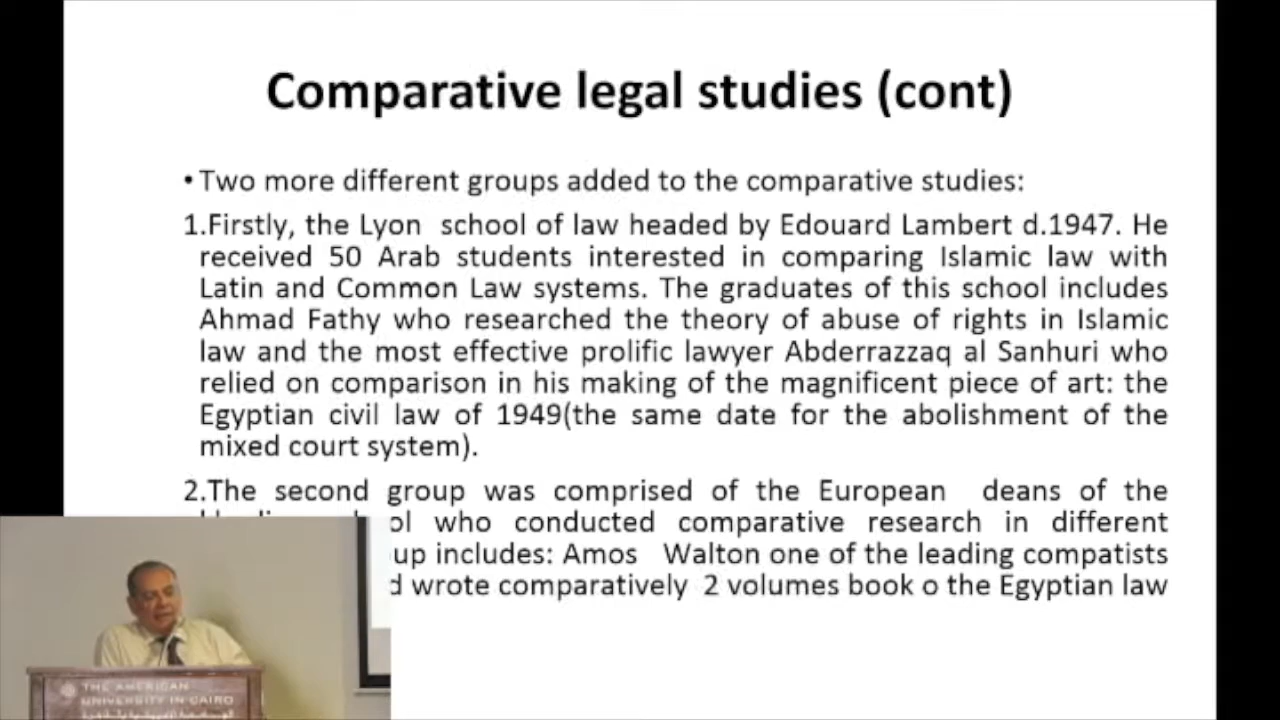 Comparative legal studies (cont)
• Two more different groups added to the comparative studies:
1.Firstly, the Lyon school of law headed by Edouard Lambert d.1947. He
received 50 Arab students interested in comparing Islamic law with
Latin and Common Law systems. The graduates of this school includes
Ahmad Fathy who researched the theory of abuse of rights in Islamic
law and the most effective prolific lawyer Abderrazzaq al Sanhuri who
relied on comparison in his making of the magnificent piece of art: the
Egyptian civil law of 1949(the same date for the abolishment of the
mixed court system).
2.The second group was comprised of the European deans of the
who conducted comparative research in different
includes: Amos Walton one of the leading compatists
wrote comparatively 2 volumes book o the Egyptian law
THE AMERICAN
UNIVERSITY IN CAIRO